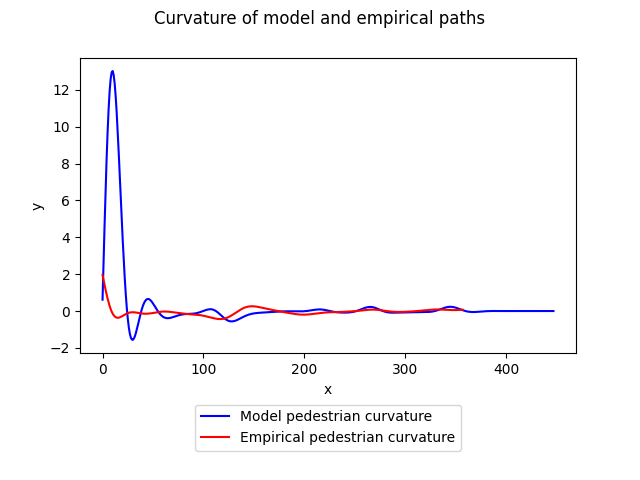 Curvature of model and empirical paths
12
10
8
6
4
2
0
−2
y
0 100 200 300 400
x
Model pedestrian curvature
Empirical pedestrian curvature